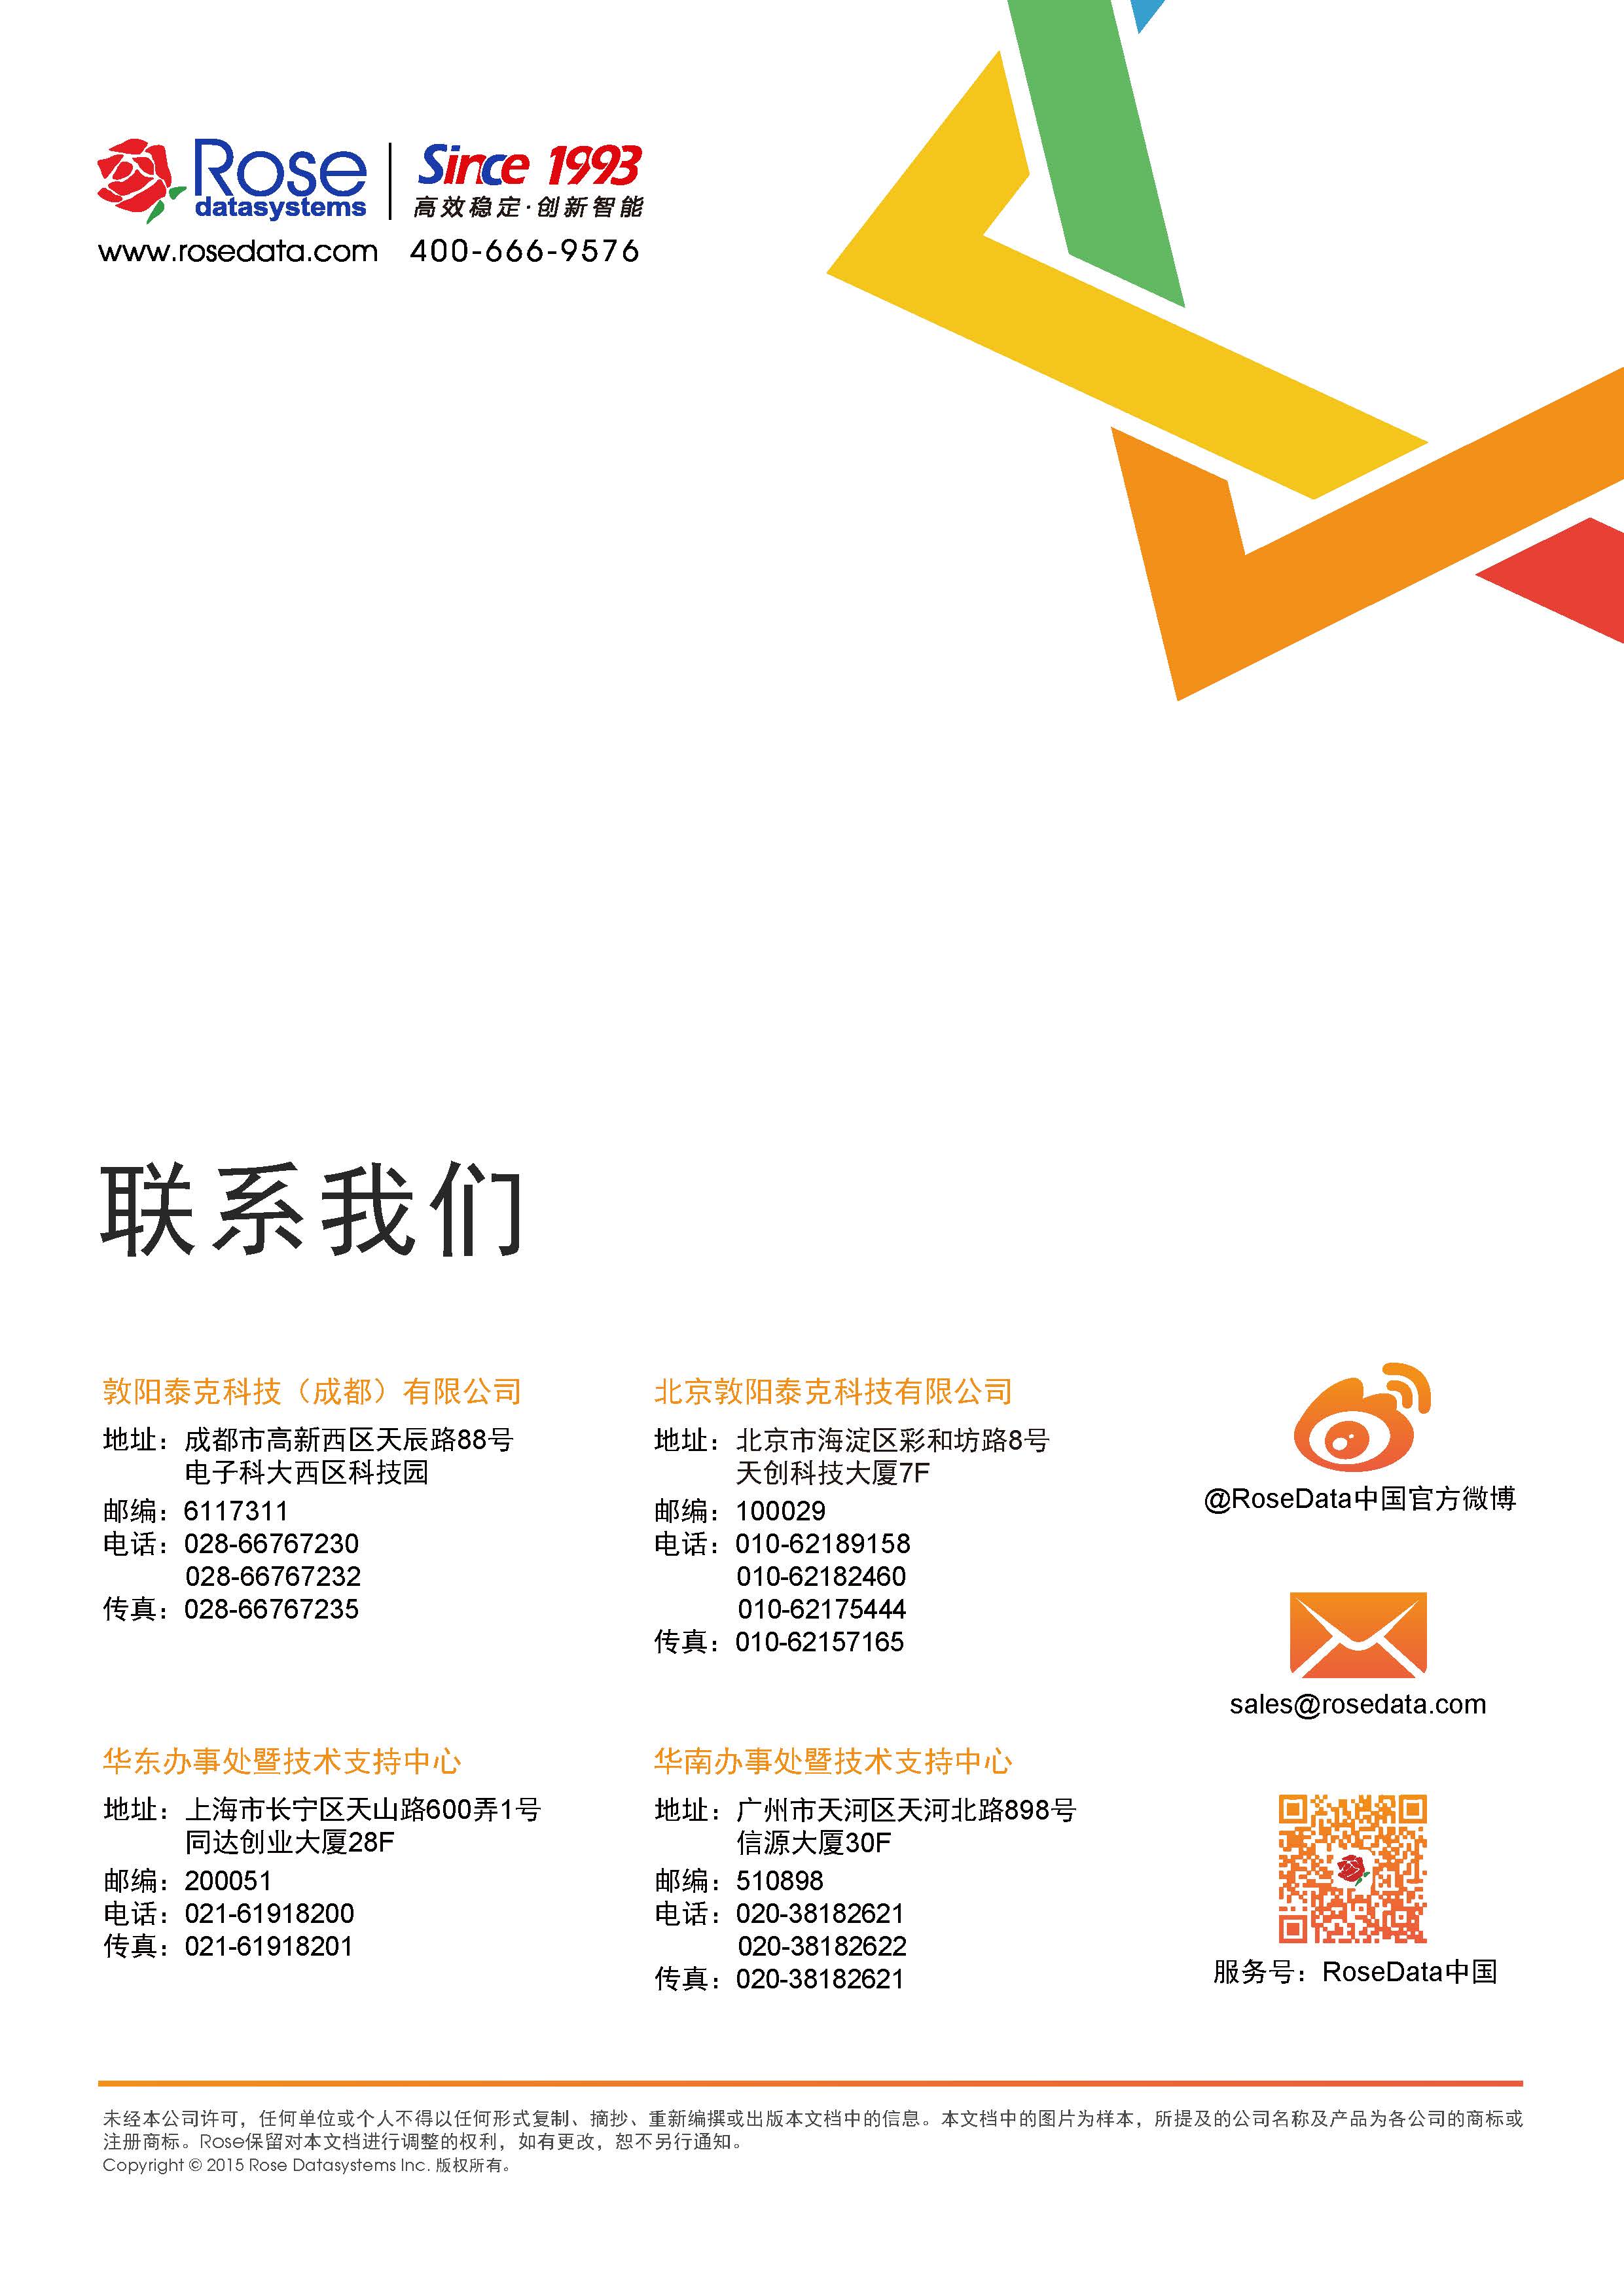 Rose
datasystems
Since 1993
高效稳定·创新智能
www.rosedata.com 400-666-9576
联系我们
敦阳泰克科技（成都）有限公司
地址：成都市高新西区天辰路88号
电子科大西区科技园
邮编：6117311
电话：028-66767230
028-66767232
传真：028-66767235
北京敦阳泰克科技有限公司
地址：北京市海淀区彩和坊路8号
天创科技大厦7F
邮编：100029
电话：010-62189158
010-62182460
010-62175444
传真：010-62157165
华东办事处暨技术支持中心
地址：上海市长宁区天山路600弄1号
同达创业大厦28F
邮编：200051
电话：021-61918200
传真：021-61918201
华南办事处暨技术支持中心
地址：广州市天河区天河北路898号
信源大厦30F
邮编：510898
电话：020-38182621
020-38182622
传真：020-38182621
@RoseData中国官方微博
sales@rosedata.com
服务号：RoseData中国
未经本公司许可，任何单位或个人不得以任何形式复制、摘抄、重新编撰或出版本文档中的信息。本文档中的图片为样本，所提及的公司名称及产品为各公司的商标或
注册商标。Rose保留对本文档进行调整的权利，如有更改，恕不另行通知。
Copyright © 2015 Rose Datasystems Inc. 版权所有。